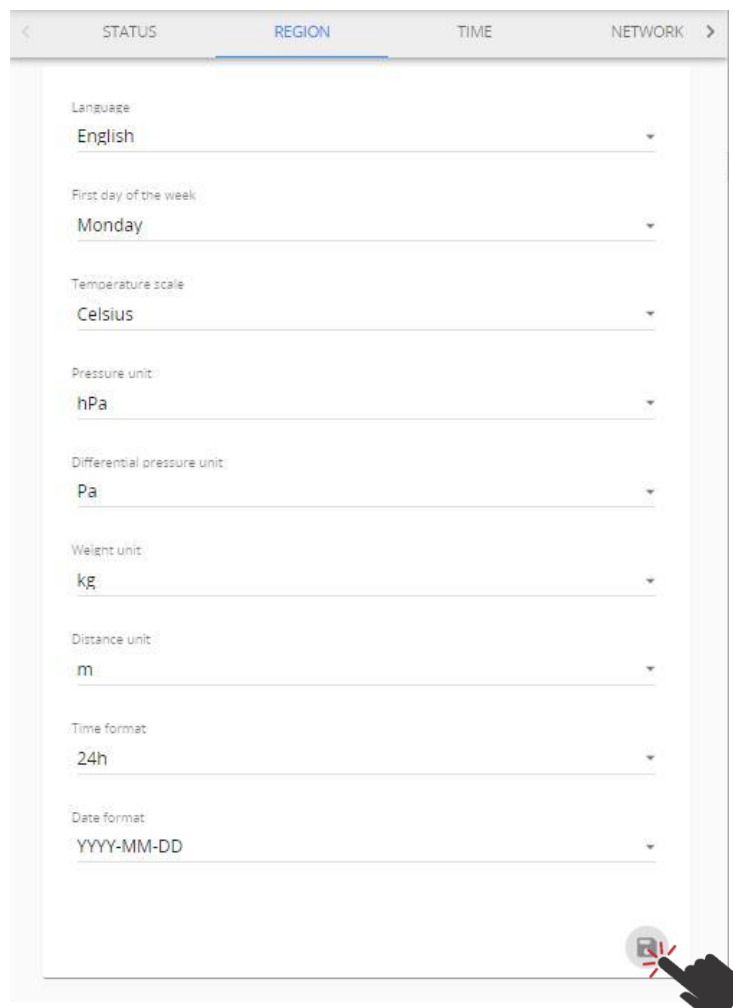 STATUS REGION TIME NETWORK
Language
English
First day of the week
Monday
Temperature scale
Celsius
Pressure unit
hPa
Differential pressure unit
Pa
Weight unit
kg
Distance unit
m
Time format
24h
Date format
YYYY-MM-DD